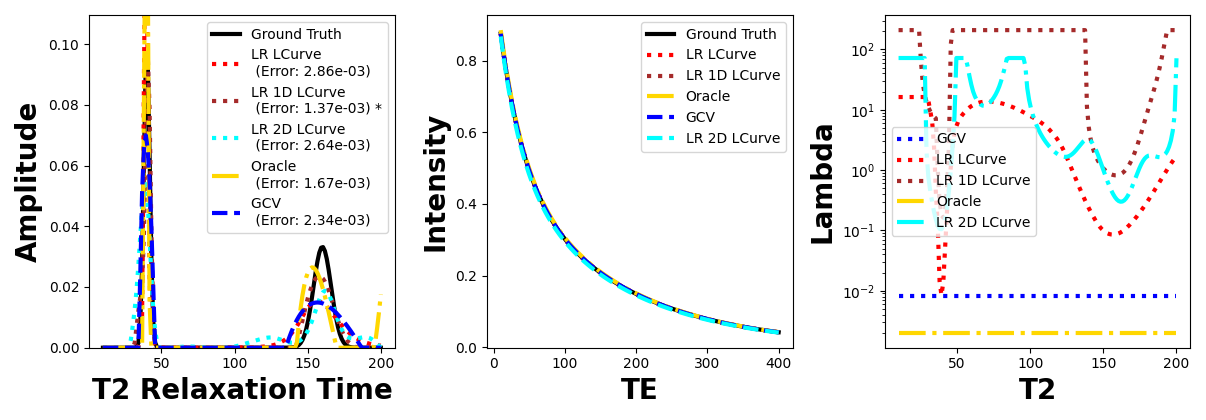 Amplitude
0.10
0.08
0.06
0.04
0.02
0.00
50
100
150
200
T2 Relaxation Time
Ground Truth
LR LCurve
(Error: 2.86e-03)
LR 1D LCurve
(Error: 1.37e-03) *
LR 2D LCurve
(Error: 2.64e-03)
Oracle
(Error: 1.67e-03)
GCV
(Error: 2.34e-03)
Intensity
0.8
0.6
0.4
0.2
0.0
0
100
200
300
400
TE
Ground Truth
LR LCurve
LR 1D LCurve
Oracle
GCV
LR 2D LCurve
Lambda
10²
10¹
10⁰
10⁻¹
10⁻²
50
100
150
200
T2
GCV
LR LCurve
LR 1D LCurve
Oracle
LR 2D LCurve